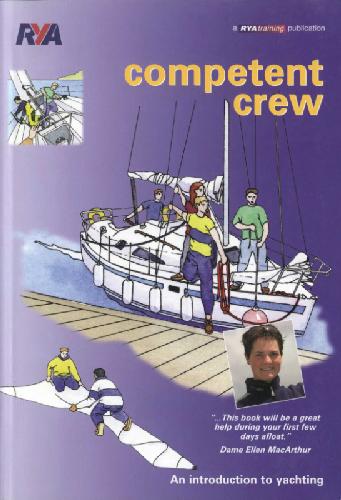 RYA
a RYAtraining publication
competent
crew
"...This book will be a great
help during your first few
days afloat."
Dame Ellen MacArthur
An introduction to yachting